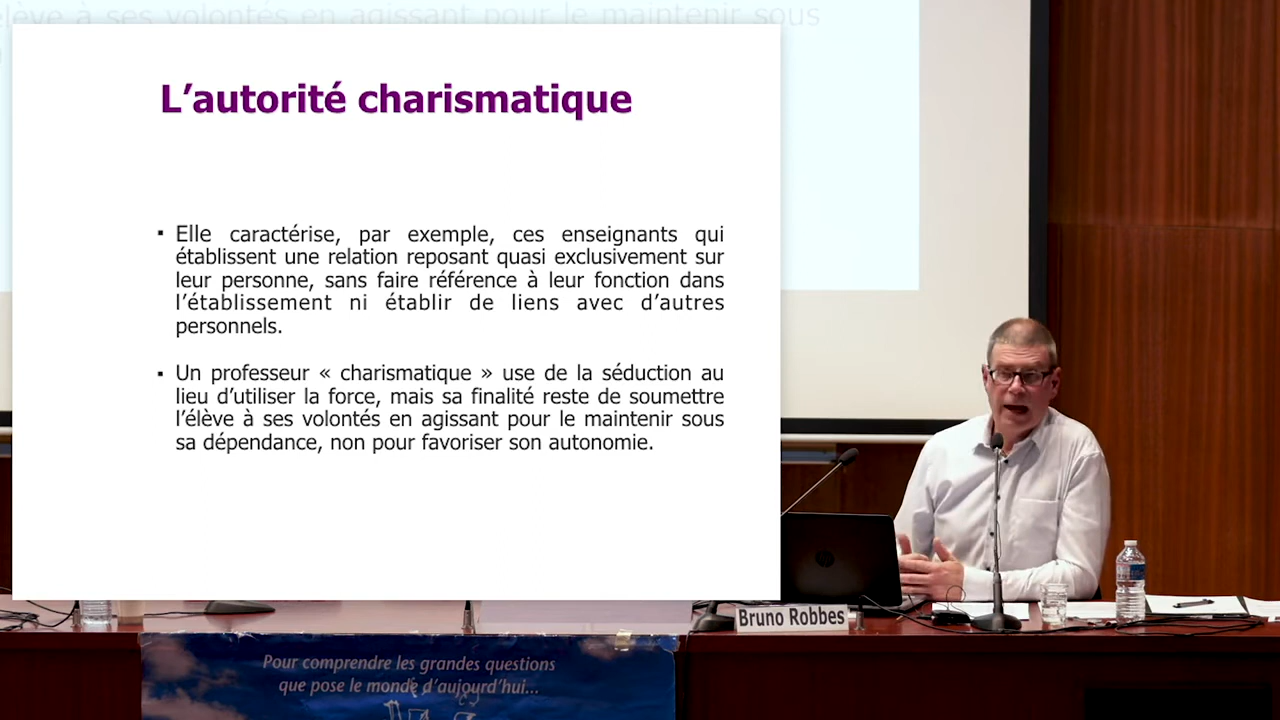 élève à ses volontés en agissant pour le maintenir sous
L’autorité charismatique
▪ Elle caractérise, par exemple, ces enseignants qui
établissent une relation reposant quasi exclusivement sur
leur personne, sans faire référence à leur fonction dans
l’établissement ni établir de liens avec d’autres
personnels.
▪ Un professeur « charismatique » use de la séduction au
lieu d’utiliser la force, mais sa finalité reste de soumettre
l’élève à ses volontés en agissant pour le maintenir sous
sa dépendance, non pour favoriser son autonomie.
Bruno Robbes
Pour comprendre les grandes questions
que pose le monde d’aujourd’hui...